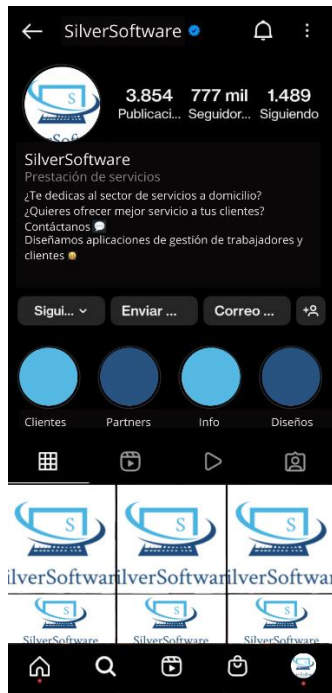 SilverSoftware
S
Soft
3.854 777 mil 1.489
Publicaci... Seguidor... Siguiendo
SilverSoftware
Prestación de servicios
¿Te dedicas al sector de servicios a domicilio?
¿Quieres ofrecer mejor servicio a tus clientes?
Contáctanos 💬
Diseñamos aplicaciones de gestión de trabajadores y
clientes 😀
Sigui... Enviar ... Correo ...
Clientes Partners Info Diseños
S S S
ilverSoftwar ilverSoftwar ilverSoftwar
S S S
SilverSoftware SilverSoftware SilverSoftware